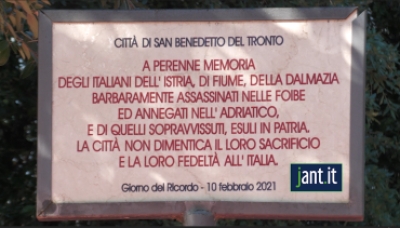 CITTÀ DI SAN BENEDETTO DEL TRONTO
A PERENNE MEMORIA
DEGLI ITALIANI DELL' ISTRIA, DI FIUME, DELLA DALMAZIA
BARBARAMENTE ASSASSINATI NELLE FOIBE
ED ANNEGATI NELL' ADRIATICO,
E DI QUELLI SOPRAVVISSUTI, ESULI IN PATRIA.
LA CITTÀ NON DIMENTICA IL LORO SACRIFICIO
E LA LORO FEDELTÀ ALL' ITALIA.
Giorno del Ricordo - 10 febbraio 2021
jant.it